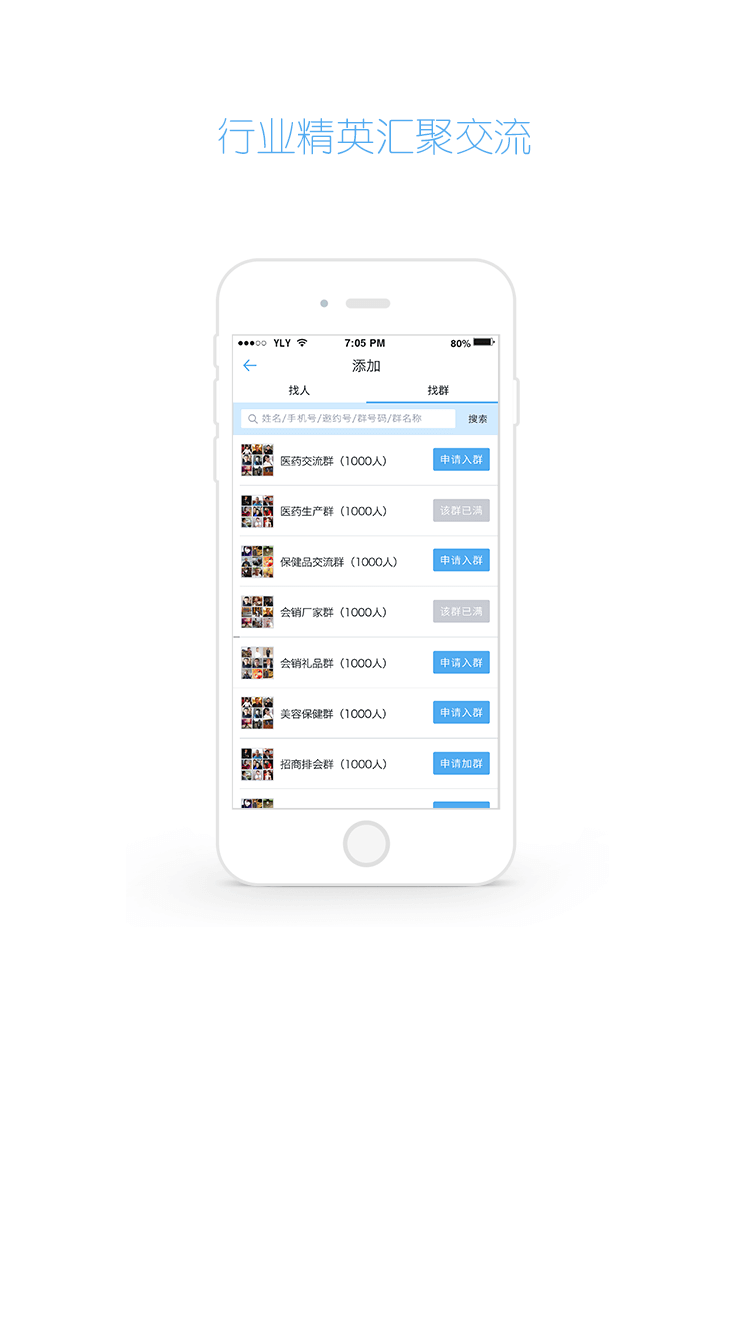 行业精英汇聚交流
YLY 7:05 PM 80%
添加
找人 找群
姓名/手机号/邀约号/群号码/群名称 搜索
医药交流群（1000人） 申请入群
医药生产群（1000人） 该群已满
保健品交流群（1000人） 申请入群
会销厂家群（1000人） 该群已满
会销礼品群（1000人） 申请入群
美容保健群（1000人） 申请入群
招商排会群（1000人） 申请加群